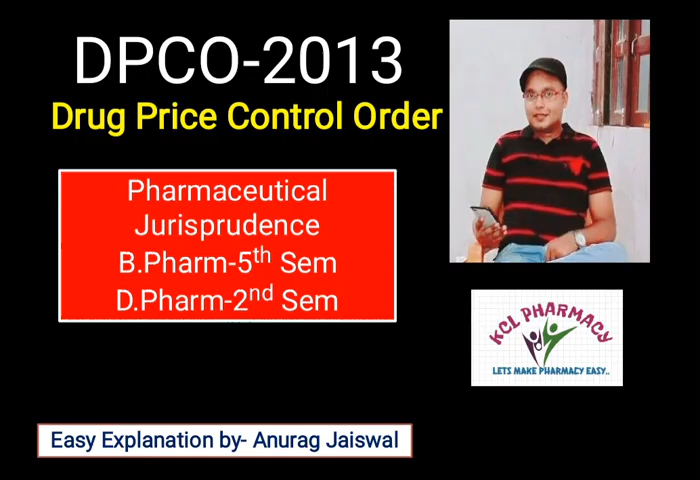 DPCO-2013
Drug Price Control Order
Pharmaceutical
Jurisprudence
B.Pharm-5th Sem
D.Pharm-2nd Sem
KCL PHARMACY
LETS MAKE PHARMACY EASY..
Easy Explanation by- Anurag Jaiswal